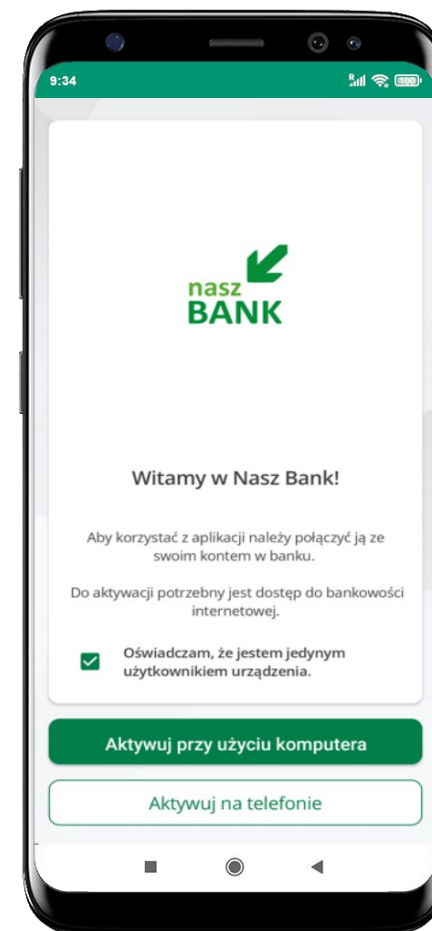 9:34
R
100
nasz
BANK
Witamy w Nasz Bank!
Aby korzystać z aplikacji należy połączyć ją ze
swoim kontem w banku.
Do aktywacji potrzebny jest dostęp do bankowości
internetowej.
Oświadczam, że jestem jedynym
użytkownikiem urządzenia.
Aktywuj przy użyciu komputera
Aktywuj na telefonie